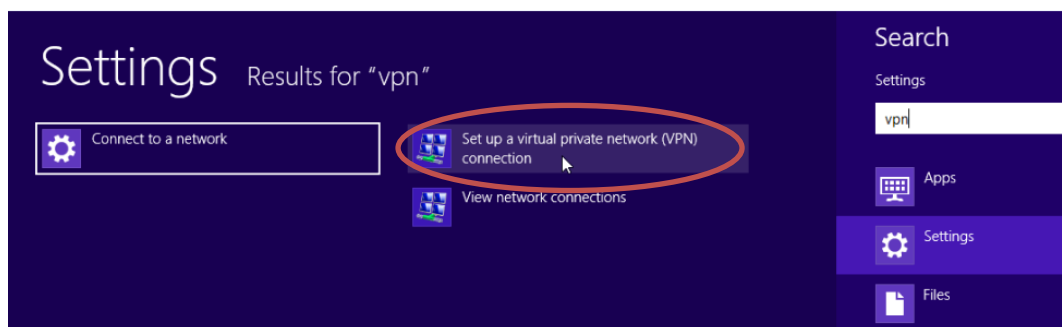 Settings Results for "vpn"
Connect to a network
Set up a virtual private network (VPN)
connection
View network connections
Search
Settings
vpn
Apps
Settings
Files